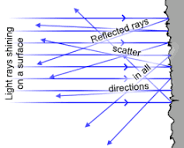 Light rays shining
on a surface
Reflected rays
scatter
in all
directions